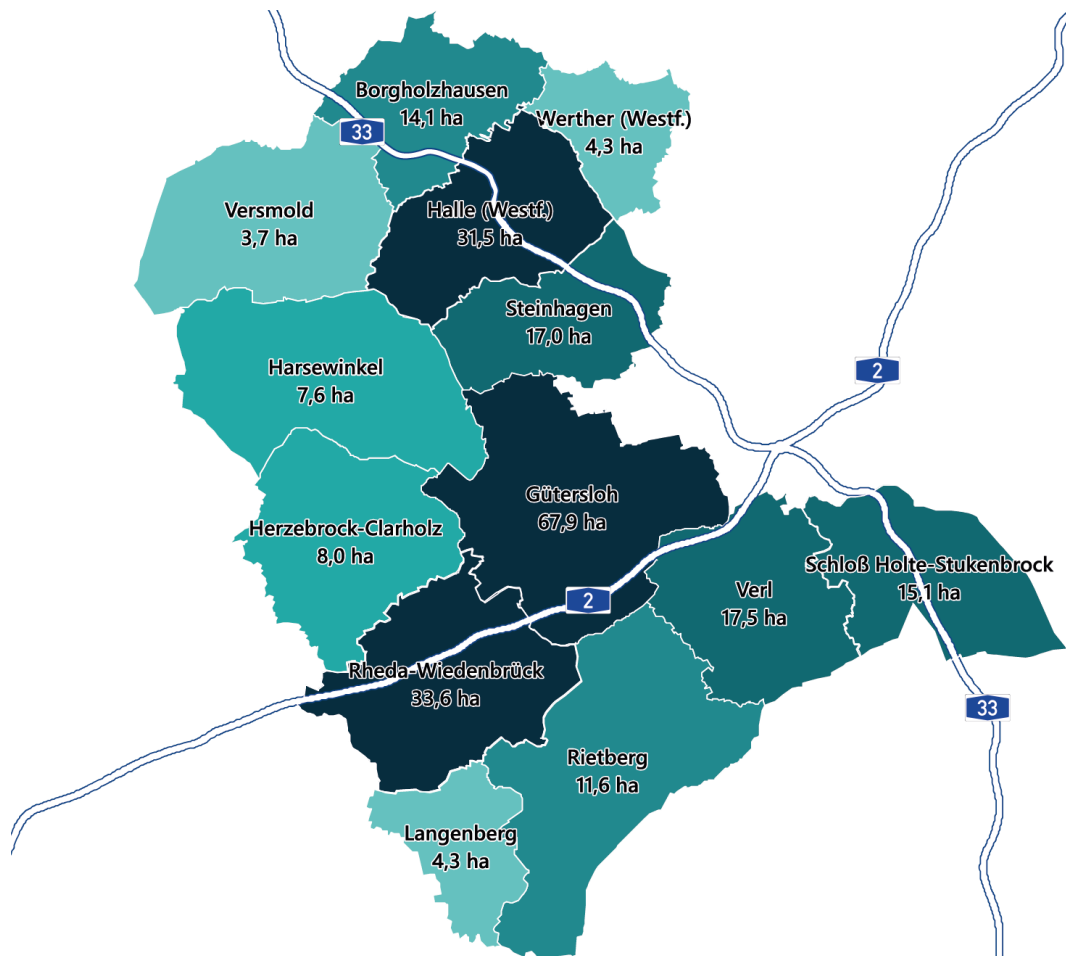 Borgholzhausen
14,1 ha
33
Werther (Westf.)
4,3 ha
Versmold
3,7 ha
Halle (Westf.)
31,5 ha
Steinhagen
17,0 ha
Harsewinkel
7,6 ha
2
Gütersloh
67,9 ha
Herzebrock-Clarholz
8,0 ha
Schloß Holte-Stukenbrock
15,1 ha
Verl
17,5 ha
2
Rheda-Wiedenbrück
33,6 ha
33
Rietberg
11,6 ha
Langenberg
4,3 ha